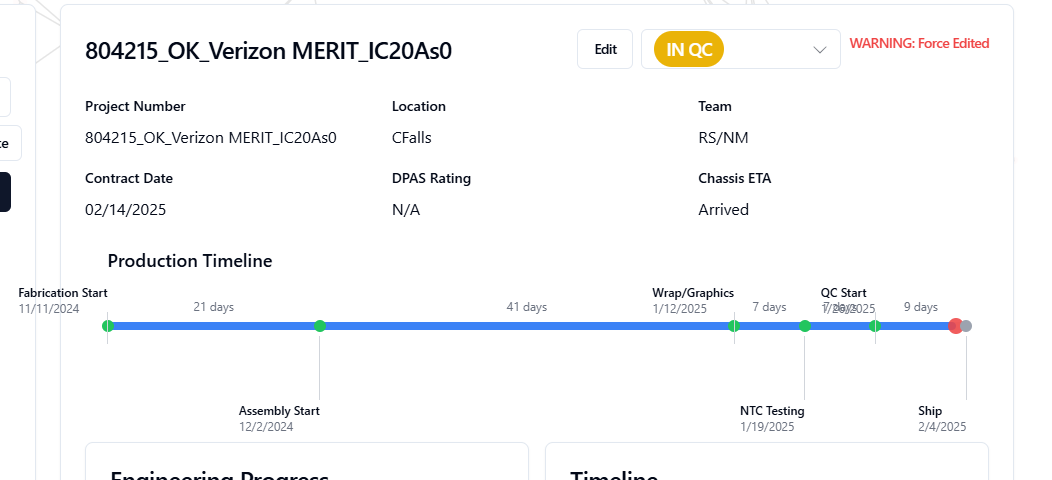 804215_OK_Verizon MERIT_IC20As0
Edit
IN QC
WARNING: Force Edited
Project Number
Location
Team
804215_OK_Verizon MERIT_IC20As0
CFalls
RS/NM
Contract Date
DPAS Rating
Chassis ETA
02/14/2025
N/A
Arrived
Production Timeline
Fabrication Start
11/11/2024
21 days
41 days
Wrap/Graphics
1/12/2025
7 days
QC Start
1/26/2025
7 days
9 days
Assembly Start
12/2/2024
NTC Testing
1/19/2025
Ship
2/4/2025
Engineering Progress
Timeline